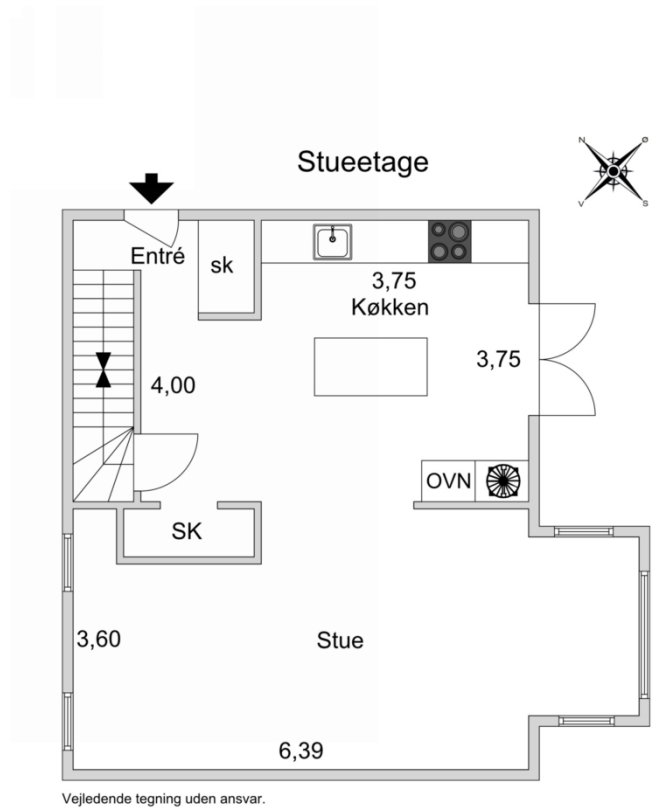 Stueetage
N Ø
V S
Entré
sk
3,75
Køkken
3,75
4,00
OVN
SK
3,60
Stue
6,39
Vejledende tegning uden ansvar.